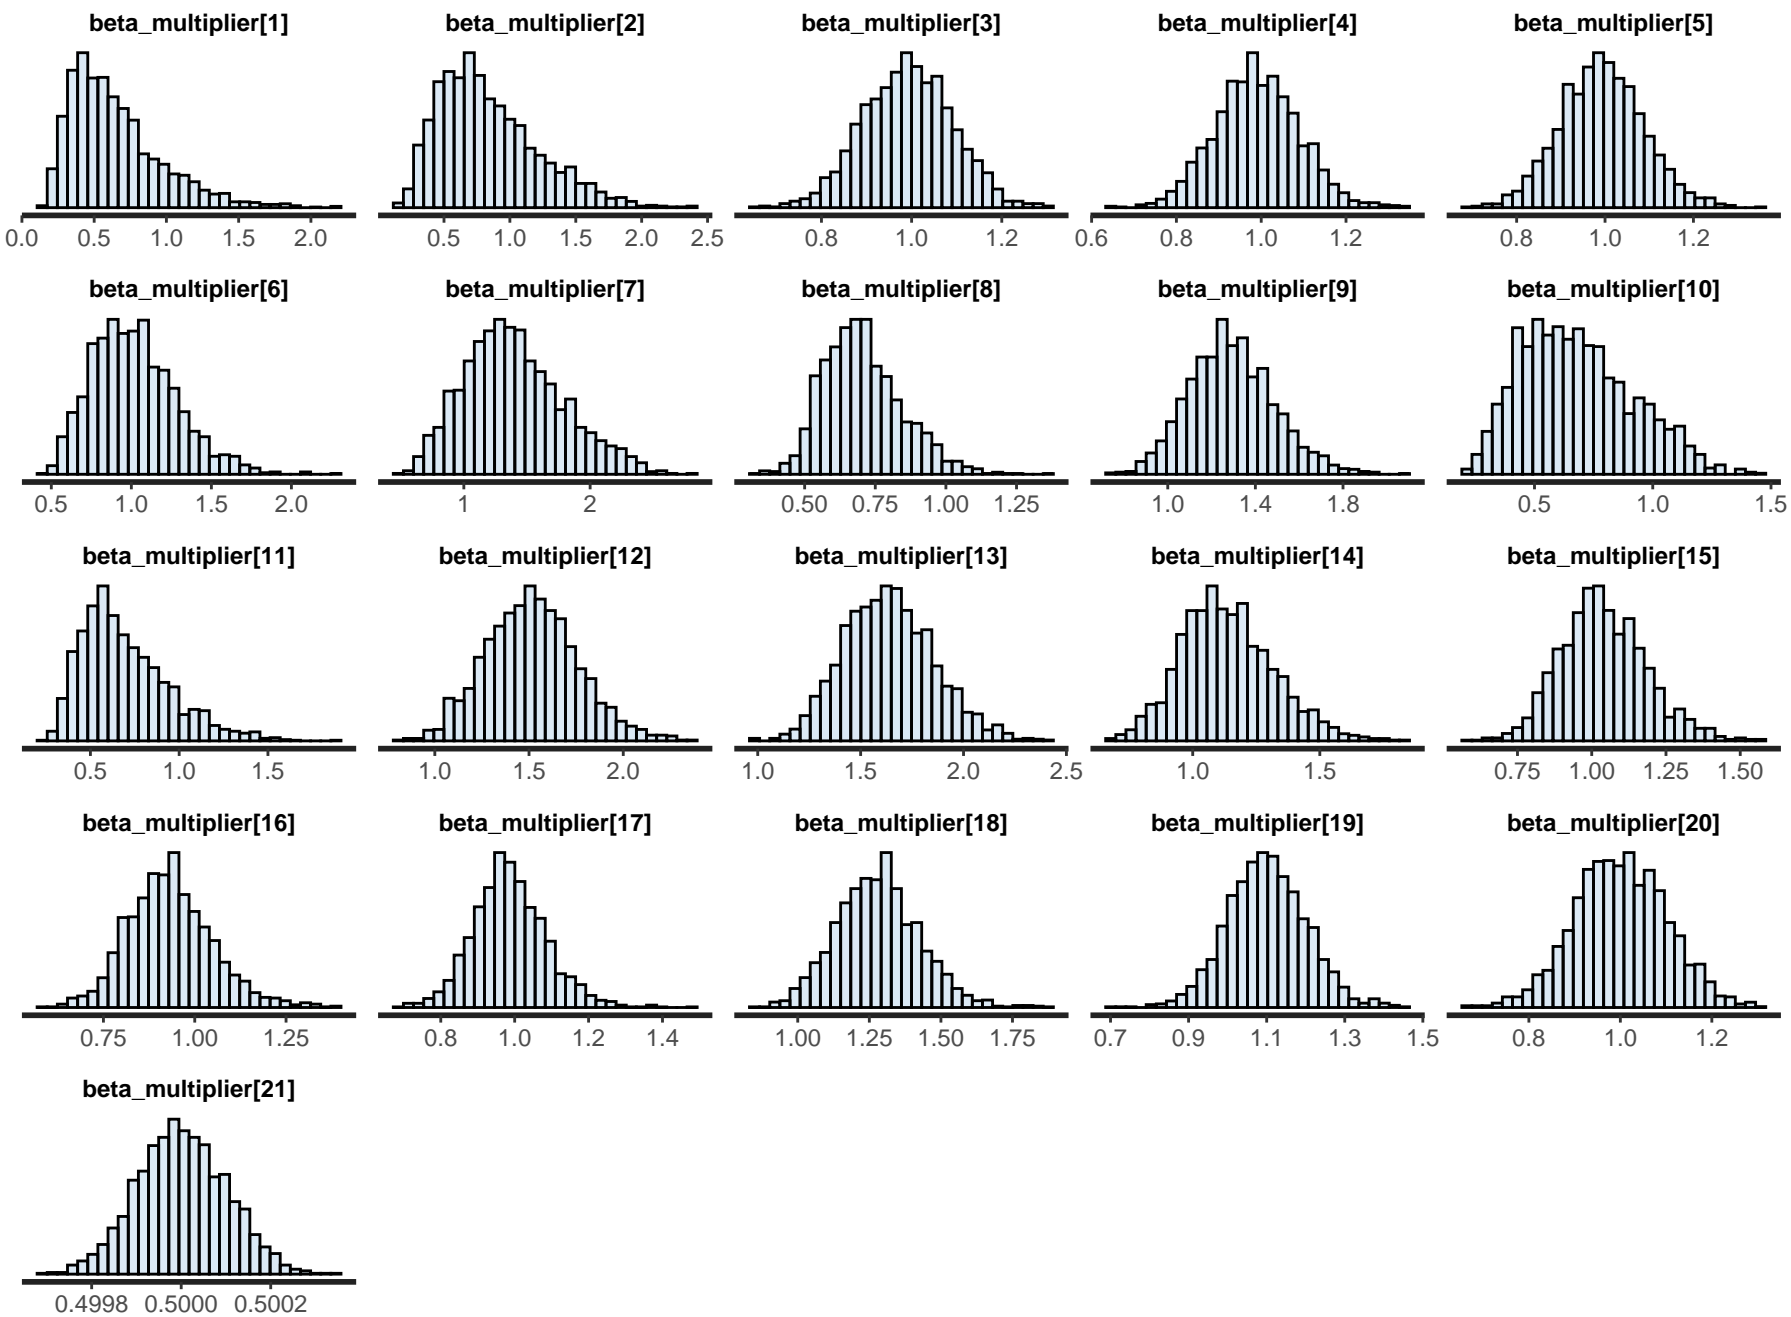 beta_multiplier[1] beta_multiplier[2] beta_multiplier[3] beta_multiplier[4] beta_multiplier[5]
0.0 0.5 1.0 1.5 2.0 0.5 1.0 1.5 2.0 2.5 0.8 1.0 1.2 0.6 0.8 1.0 1.2 0.8 1.0 1.2
beta_multiplier[6] beta_multiplier[7] beta_multiplier[8] beta_multiplier[9] beta_multiplier[10]
0.5 1.0 1.5 2.0 1 2 0.50 0.75 1.00 1.25 1.0 1.4 1.8 0.5 1.0 1.5
beta_multiplier[11] beta_multiplier[12] beta_multiplier[13] beta_multiplier[14] beta_multiplier[15]
0.5 1.0 1.5 1.0 1.5 2.0 1.0 1.5 2.0 2.5 1.0 1.5 0.75 1.00 1.25 1.50
beta_multiplier[16] beta_multiplier[17] beta_multiplier[18] beta_multiplier[19] beta_multiplier[20]
0.75 1.00 1.25 0.8 1.0 1.2 1.4 1.00 1.25 1.50 1.75 0.7 0.9 1.1 1.3 1.5 0.8 1.0 1.2
beta_multiplier[21]
0.4998 0.5000 0.5002